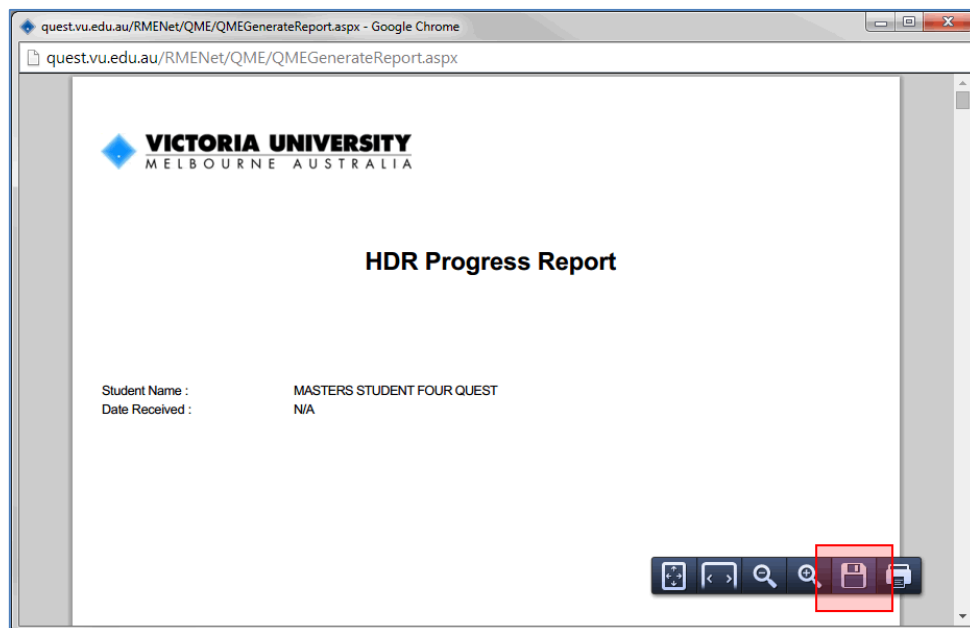 quest.vu.edu.au/RMENet/QME/QMEGenerateReport.aspx - Google Chrome
quest.vu.edu.au/RMENet/QME/QMEGenerateReport.aspx
VICTORIA UNIVERSITY
MELBOURNE AUSTRALIA
HDR Progress Report
Student Name : MASTERS STUDENT FOUR QUEST
Date Received : N/A